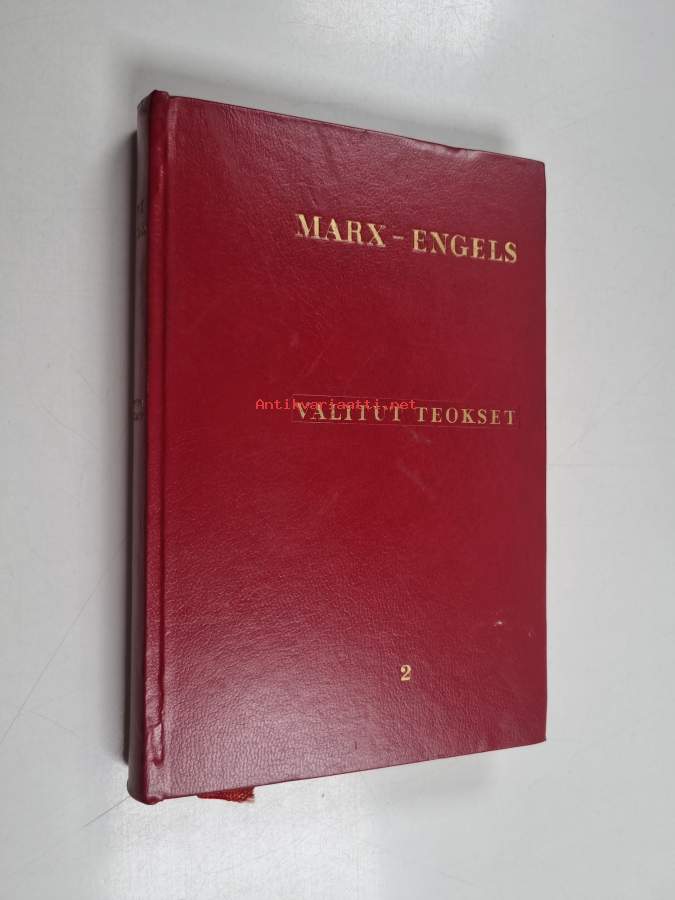 MARX – ENGELS
Antikvariaatti.net
VALITUT TEOKSET
2